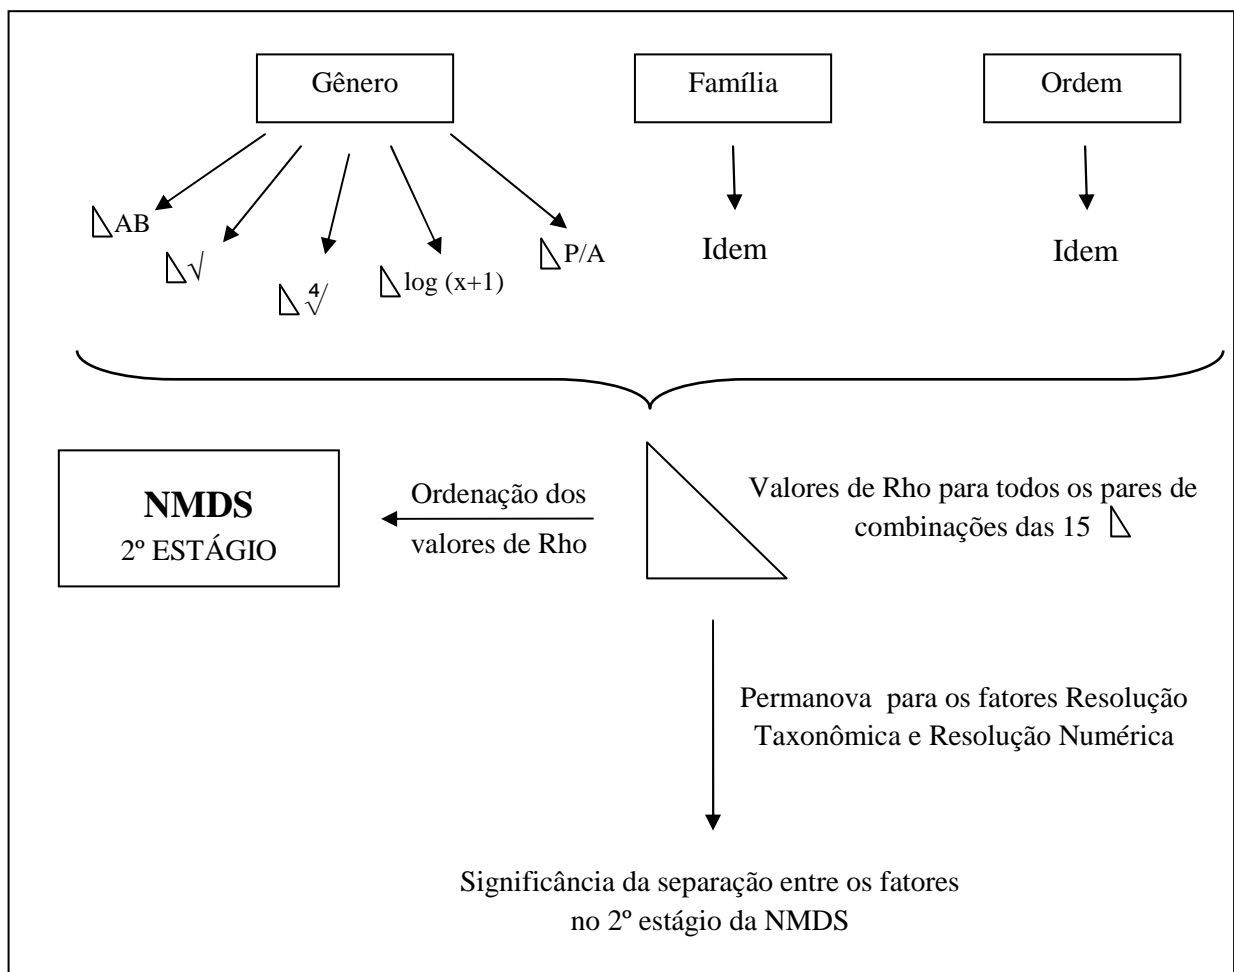 Gênero
Família
Ordem
AB
√
∜
log (x+1)
P/A
Idem
Idem
NMDS
2º ESTÁGIO
Ordenação dos
valores de Rho
Valores de Rho para todos os pares de
combinações das 15
Permanova para os fatores Resolução
Taxonômica e Resolução Numérica
Significância da separação entre os fatores
no 2º estágio da NMDS